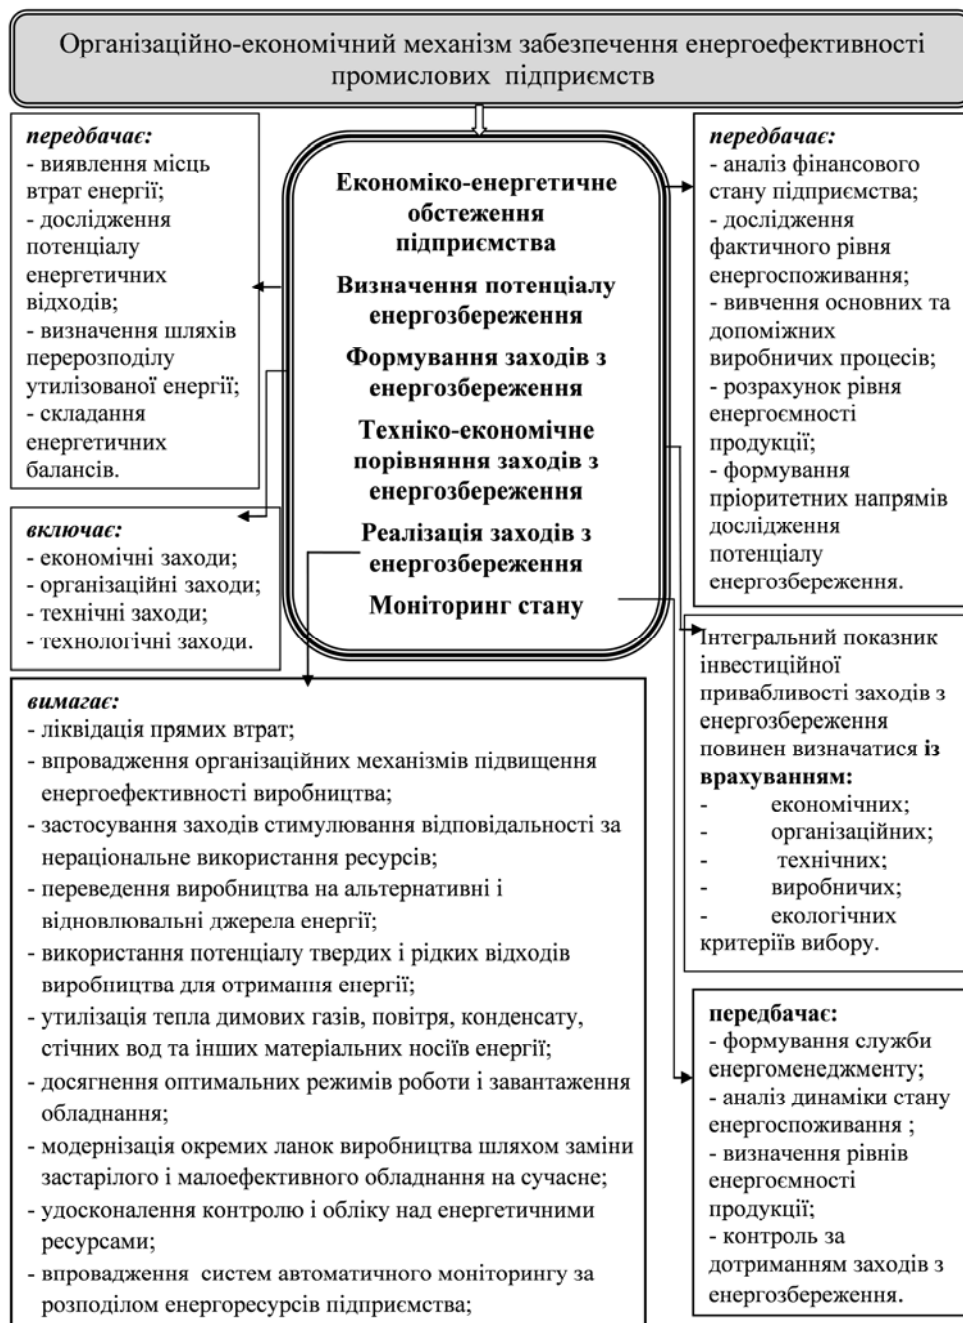 Організаційно-економічний механізм забезпечення енергоефективності
промислових підприємств
передбачає:
- виявлення місць
втрат енергії;
- дослідження
потенціалу
енергетичних
відходів;
- визначення шляхів
перерозподілу
утилізованої енергії;
- складання
енергетичних
балансів.
включає:
- економічні заходи;
- організаційні заходи;
- технічні заходи;
- технологічні заходи.
Економіко-енергетичне
обстеження
підприємства
Визначення потенціалу
енергозбереження
Формування заходів з
енергозбереження
Техніко-економічне
порівняння заходів з
енергозбереження
Реалізація заходів з
енергозбереження
Моніторинг стану
передбачає:
- аналіз фінансового
стану підприємства;
- дослідження
фактичного рівня
енергоспоживання;
- вивчення основних та
допоміжних
виробничих процесів;
- розрахунок рівня
енергоємності
продукції;
- формування
пріоритетних напрямів
дослідження
потенціалу
енергозбереження.
Інтегральний показник
інвестиційної
привабливості заходів з
енергозбереження
повинен визначатися із
врахуванням:
- економічних;
- організаційних;
- технічних;
- виробничих;
- екологічних
критеріїв вибору.
вимагає:
- ліквідація прямих втрат;
- впровадження організаційних механізмів підвищення
енергоефективності виробництва;
- застосування заходів стимулювання відповідальності за
нераціональне використання ресурсів;
- переведення виробництва на альтернативні і
відновлювальні джерела енергії;
- використання потенціалу твердих і рідких відходів
виробництва для отримання енергії;
- утилізація тепла димових газів, повітря, конденсату,
стічних вод та інших матеріальних носіїв енергії;
- досягнення оптимальних режимів роботи і завантаження
обладнання;
- модернізація окремих ланок виробництва шляхом заміни
застарілого і малоефективного обладнання на сучасне;
- удосконалення контролю і обліку над енергетичними
ресурсами;
- впровадження систем автоматичного моніторингу за
розподілом енергоресурсів підприємства;
передбачає:
- формування служби
енергоменеджменту;
- аналіз динаміки стану
енергоспоживання ;
- визначення рівнів
енергоємності
продукції;
- контроль за
дотриманням заходів з
енергозбереження.